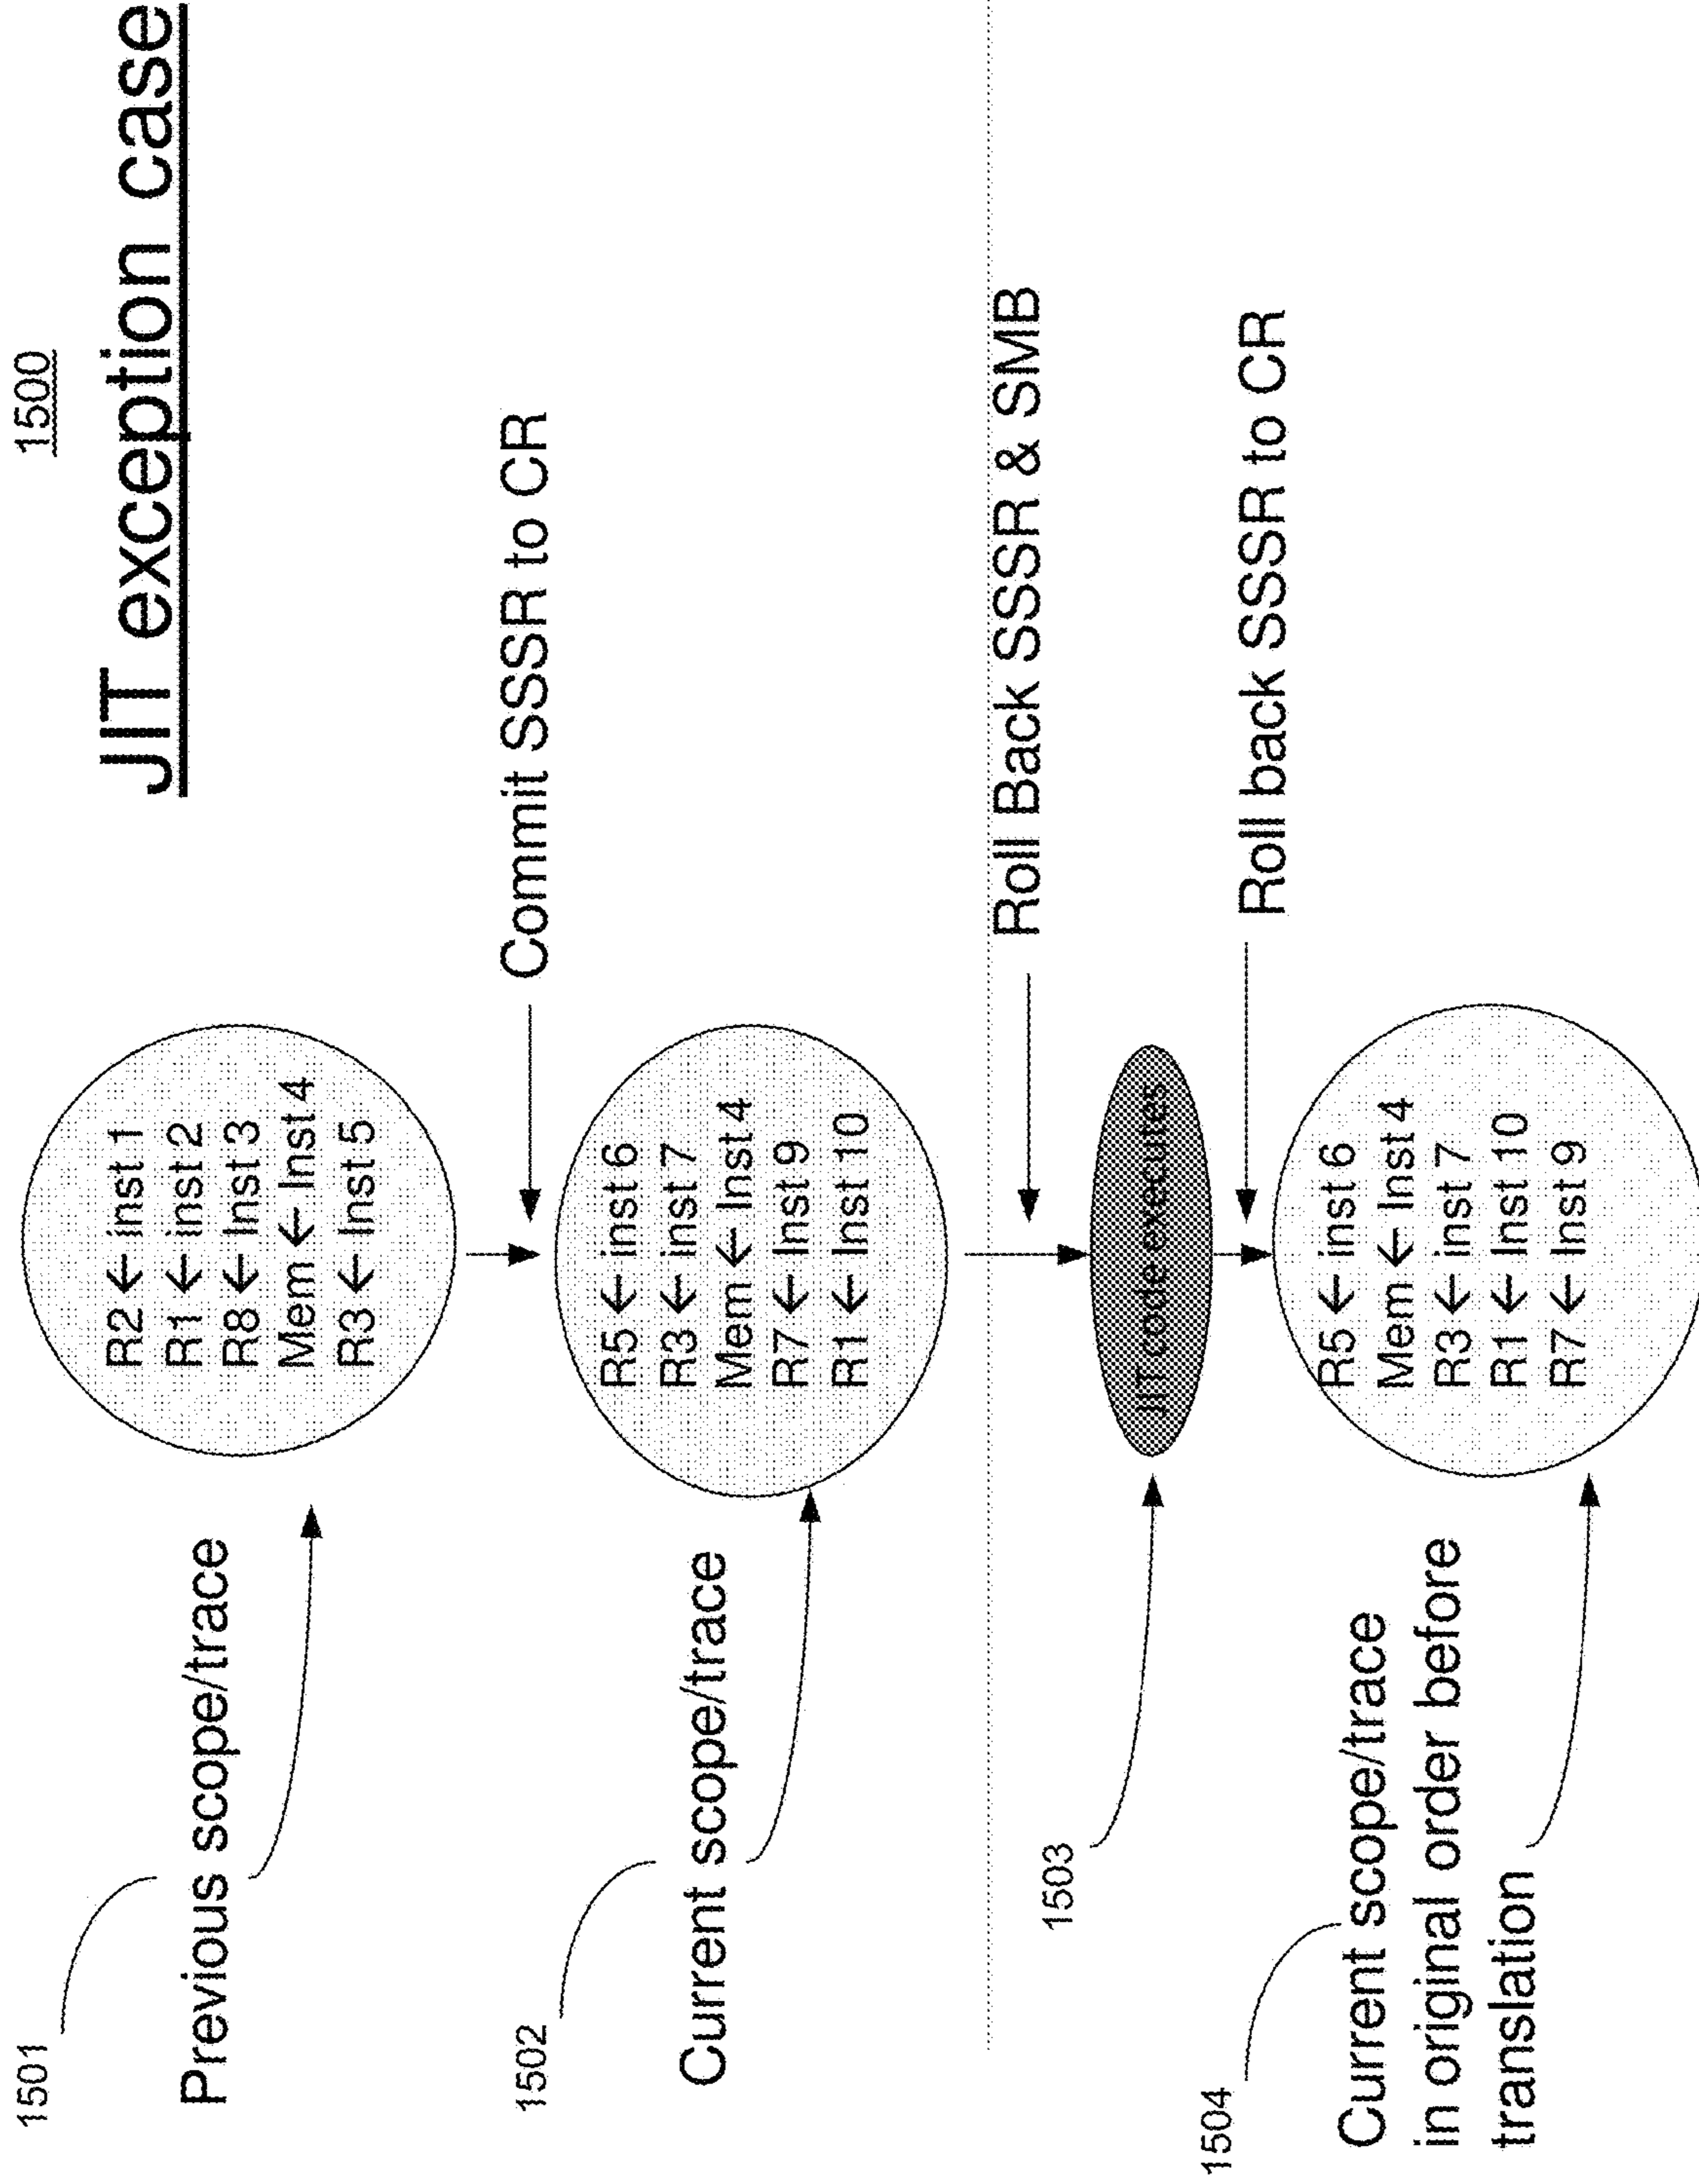 1500
JIT exception case
1501
Previous scope/trace
R2 ← inst 1
R1 ← inst 2
R8 ← Inst 3
Mem ← Inst 4
R3 ← Inst 5
Commit SSSR to CR
1502
Current scope/trace
R5 ← inst 6
R3 ← inst 7
Mem ← Inst 4
R7 ← Inst 9
R1 ← Inst 10
Roll Back SSSR & SMB
1503
JIT code executes
Roll back SSSR to CR
1504
Current scope/trace
in original order before
translation
R5 ← inst 6
Mem ← Inst 4
R3 ← inst 7
R1 ← Inst 10
R7 ← Inst 9